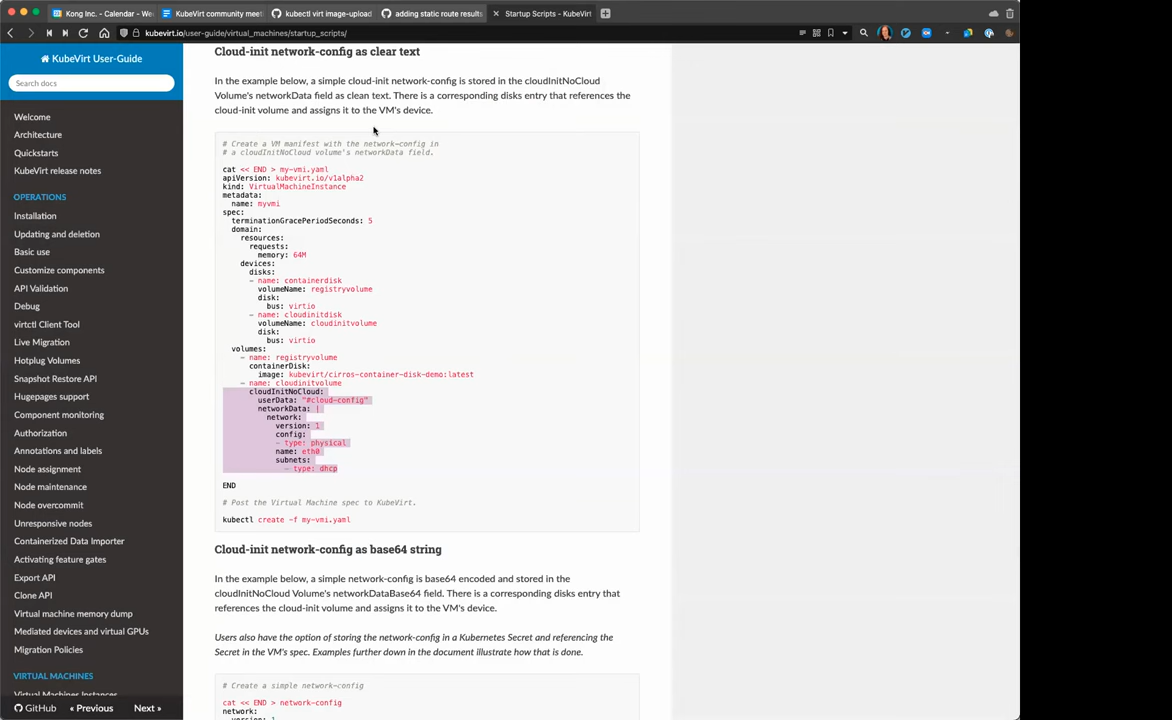 Kong Inc. - Calendar - We
KubeVirt community meet
kubectl virt image-upload
adding static route results
Startup Scripts - KubeVirt
kubevirt.io/user-guide/virtual_machines/startup_scripts/
KubeVirt User-Guide
Search docs
Welcome
Architecture
Quickstarts
KubeVirt release notes
OPERATIONS
Installation
Updating and deletion
Basic use
Customize components
API Validation
Debug
virtctl Client Tool
Live Migration
Hotplug Volumes
Snapshot Restore API
Hugepages support
Component monitoring
Authorization
Annotations and labels
Node assignment
Node maintenance
Node overcommit
Unresponsive nodes
Containerized Data Importer
Activating feature gates
Export API
Clone API
Virtual machine memory dump
Mediated devices and virtual GPUs
Migration Policies
VIRTUAL MACHINES
Virtual Machines Instances
GitHub
« Previous
Next »
Cloud-init network-config as clear text
In the example below, a simple cloud-init network-config is stored in the cloudInitNoCloud
Volume's networkData field as clean text. There is a corresponding disks entry that references the
cloud-init volume and assigns it to the VM's device.
# Create a VM manifest with the network-config in
# a cloudInitNoCloud volume's networkData field.
cat << END > my-vmi.yaml
apiVersion: kubevirt.io/v1alpha2
kind: VirtualMachineInstance
metadata:
name: myvmi
spec:
terminationGracePeriodSeconds: 5
domain:
resources:
requests:
memory: 64M
devices:
disks:
- name: containerdisk
volumeName: registryvolume
disk:
bus: virtio
- name: cloudinitdisk
volumeName: cloudinitvolume
disk:
bus: virtio
volumes:
- name: registryvolume
containerDisk:
image: kubevirt/cirros-container-disk-demo:latest
- name: cloudinitvolume
cloudInitNoCloud:
userData: "#cloud-config"
networkData: |
network:
version: 1
config:
- type: physical
name: eth0
subnets:
- type: dhcp
END
# Post the Virtual Machine spec to KubeVirt.
kubectl create -f my-vmi.yaml
Cloud-init network-config as base64 string
In the example below, a simple network-config is base64 encoded and stored in the
cloudInitNoCloud Volume's networkDataBase64 field. There is a corresponding disks entry that
references the cloud-init volume and assigns it to the VM's device.
Users also have the option of storing the network-config in a Kubernetes Secret and referencing the
Secret in the VM's spec. Examples further down in the document illustrate how that is done.
# Create a simple network-config
cat << END > network-config
network:
version: 1